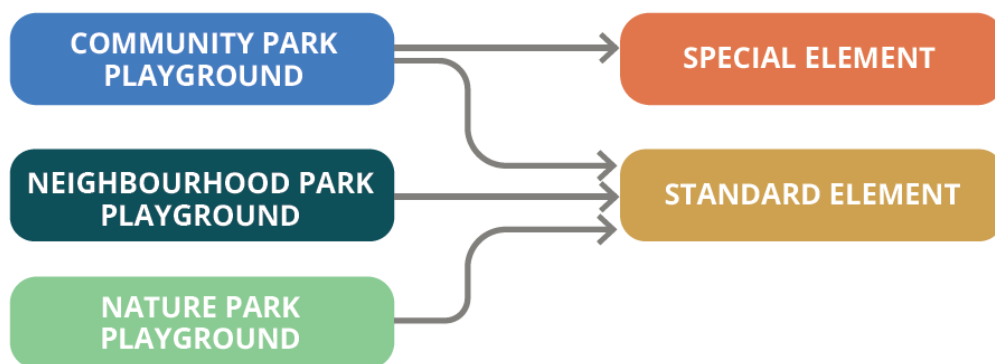 COMMUNITY PARK
PLAYGROUND
SPECIAL ELEMENT
NEIGHBOURHOOD PARK
PLAYGROUND
STANDARD ELEMENT
NATURE PARK
PLAYGROUND